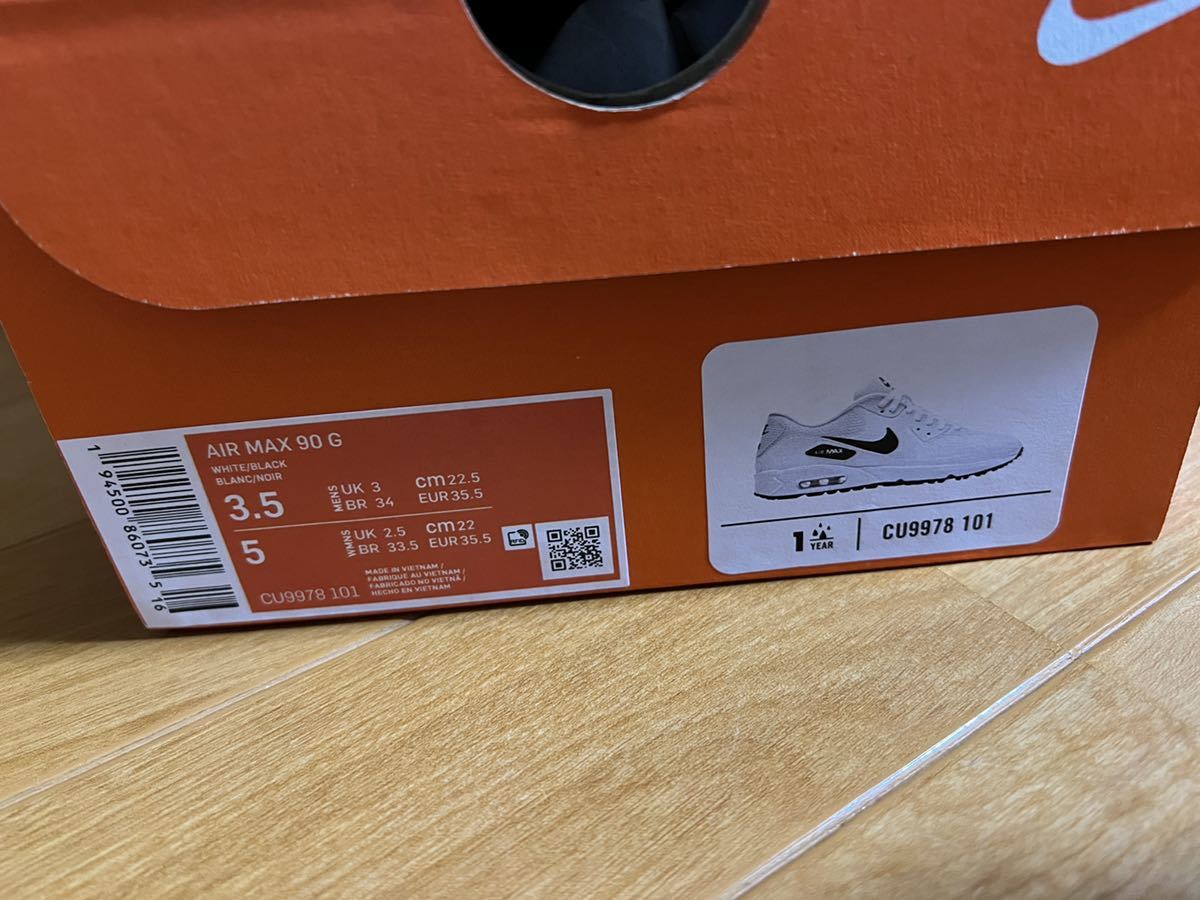 AIR MAX 90 G
WHITE/BLACK
BLANC/NOIR
3.5
MENS
UK 3
BR 34
cm 22.5
EUR 35.5
5
WMNS
UK 2.5
BR 33.5
cm 22
EUR 35.5
CU9978 101
MADE IN VIETNAM /
FABRIQUE AU VIETNAM /
FABRICADO NO VIETNÃ /
HECHO EN VIETNAM
1 94500 86073 5 16
AIR MAX
1 YEAR
CU9978 101